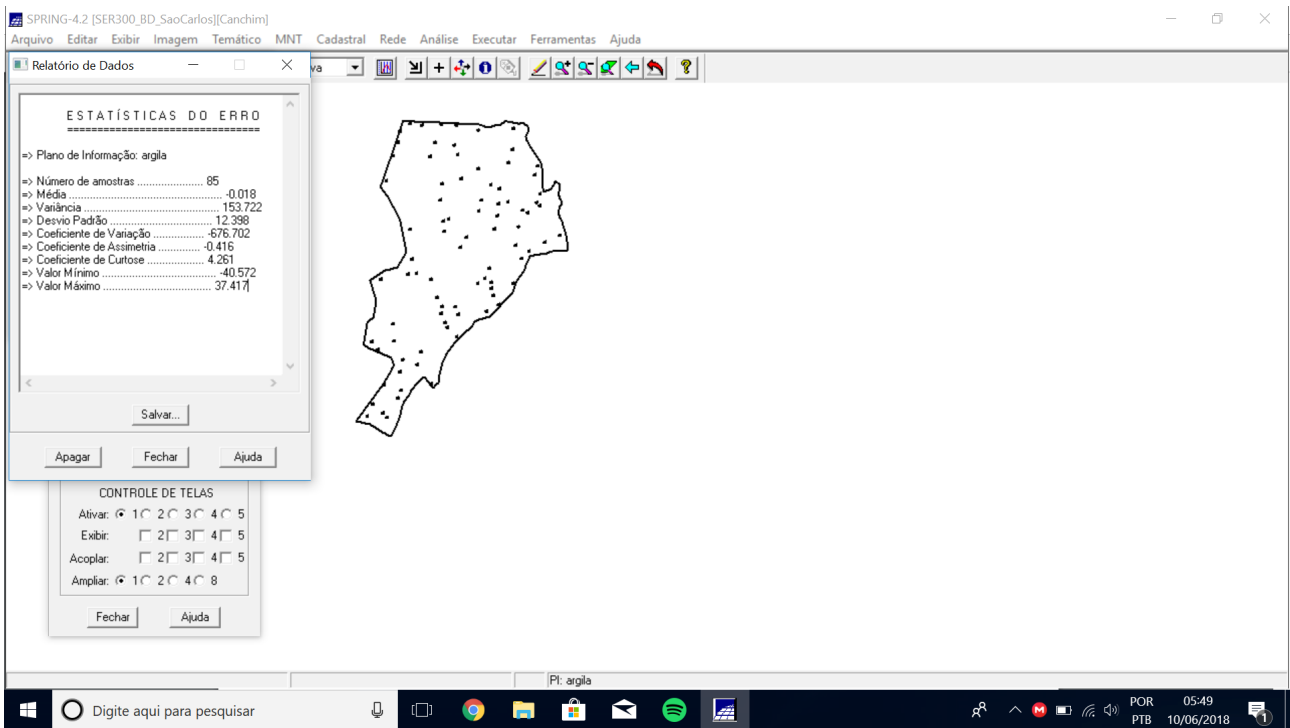 SPRING-4.2 [SER300_BD_SaoCarlos][Canchim]
Arquivo Editar Exibir Imagem Temático MNT Cadastral Rede Análise Executar Ferramentas Ajuda
Relatório de Dados
va
ESTATÍSTICAS DO ERRO
================================
=> Plano de Informação: argila
=> Número de amostras ...................... 85
=> Média ................................................... -0.018
=> Variância ............................................. 153.722
=> Desvio Padrão .................................. 12.398
=> Coeficiente de Variação ................. -676.702
=> Coeficiente de Assimetria .............. -0.416
=> Coeficiente de Curtose .................. 4.261
=> Valor Mínimo ...................................... -40.572
=> Valor Máximo .................................... 37.417
Salvar...
Apagar Fechar Ajuda
CONTROLE DE TELAS
Ativar: 1 2 3 4 5
Exibir: 2 3 4 5
Acoplar: 2 3 4 5
Ampliar: 1 2 4 8
Fechar Ajuda
PI: argila
Digite aqui para pesquisar
POR
PTB
05:49
10/06/2018
1